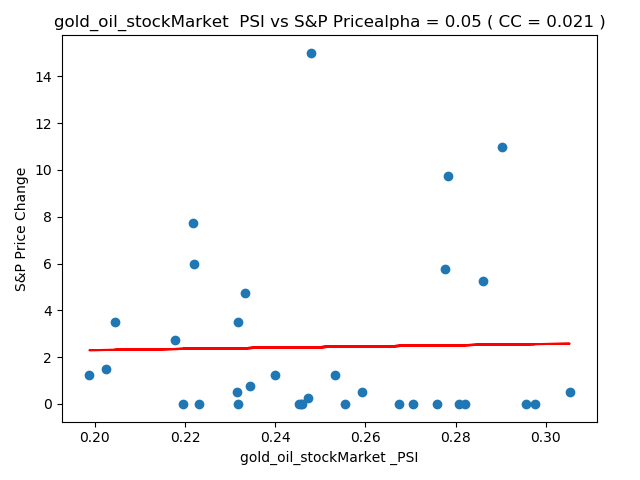 gold_oil_stockMarket  PSI vs S&P Pricealpha = 0.05 ( CC = 0.021 )
S&P Price Change
14
12
10
8
6
4
2
0
0.20 0.22 0.24 0.26 0.28 0.30
gold_oil_stockMarket _PSI